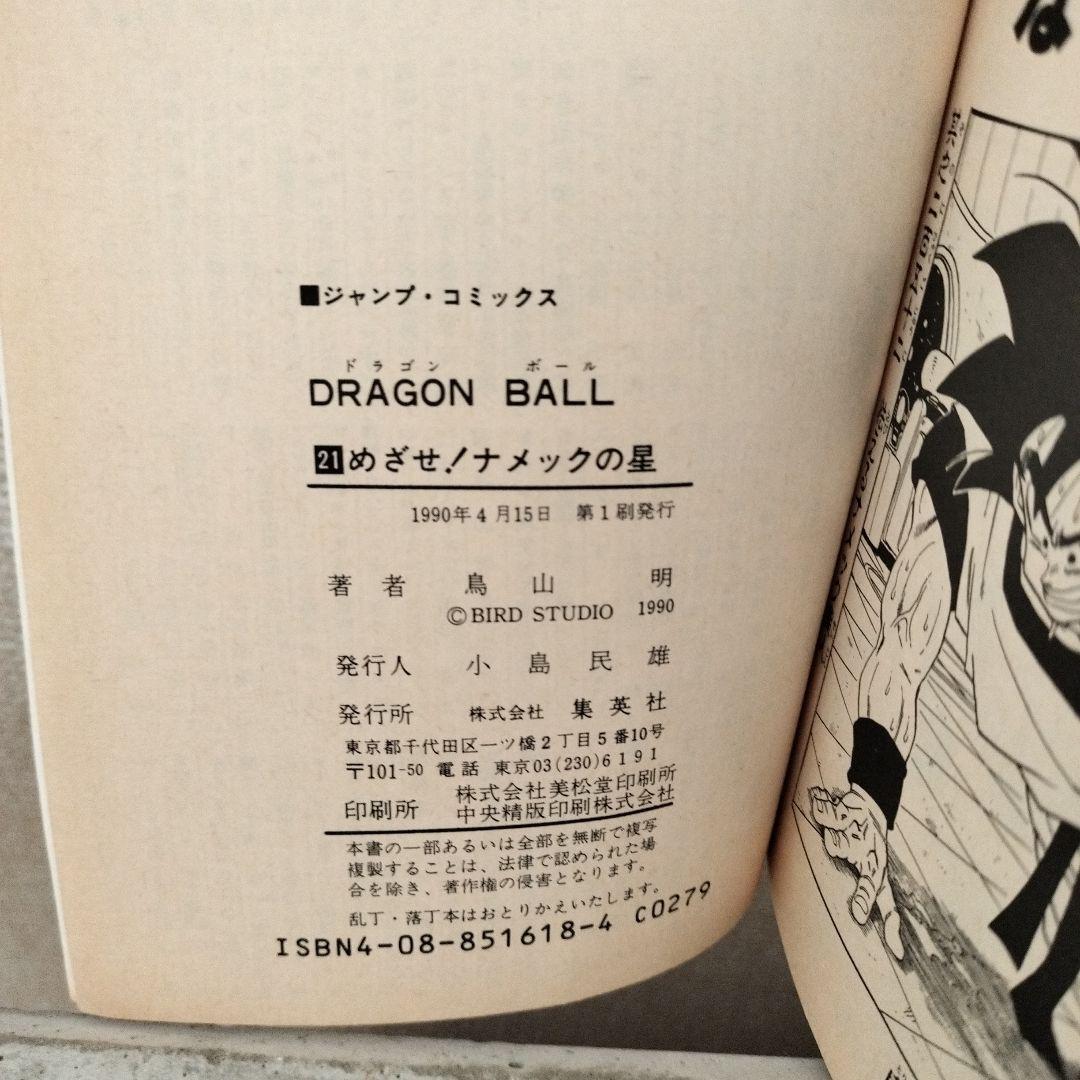 ■ジャンプ・コミックス
ドラゴン ボール
DRAGON BALL
21 めざせ!ナメックの星
1990年4月15日 第1刷発行
著者 鳥山 明
©BIRD STUDIO 1990
発行人 小島民雄
発行所 株式会社 集英社
東京都千代田区一ツ橋2丁目5番10号
〒101-50 電話 東京03(230)6191
印刷所 株式会社美松堂印刷所
中央精版印刷株式会社
本書の一部あるいは全部を無断で複写
複製することは、法律で認められた場
合を除き、著作権の侵害となります。
乱丁・落丁本はおとりかえいたします。
ISBN4-08-851618-4 C0279